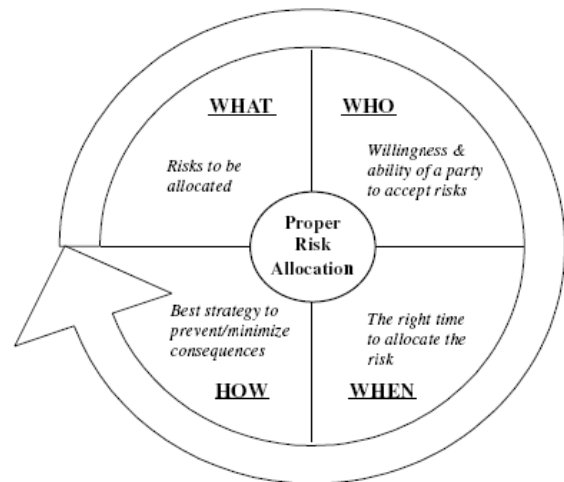 WHAT
Risks to be
allocated
WHO
Willingness &
ability of a party
to accept risks
Proper
Risk
Allocation
Best strategy to
prevent/minimize
consequences
HOW
The right time
to allocate the
risk
WHEN